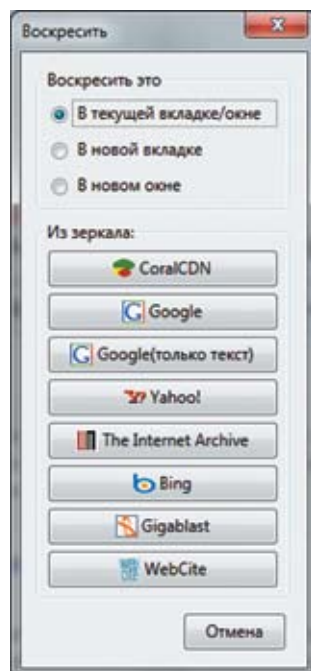 Воскресить
Воскресить это
В текущей вкладке/окне
В новой вкладке
В новом окне
Из зеркала:
CoralCDN
Google
Google(только текст)
Yahoo!
The Internet Archive
Bing
Gigablast
WebCite
Отмена